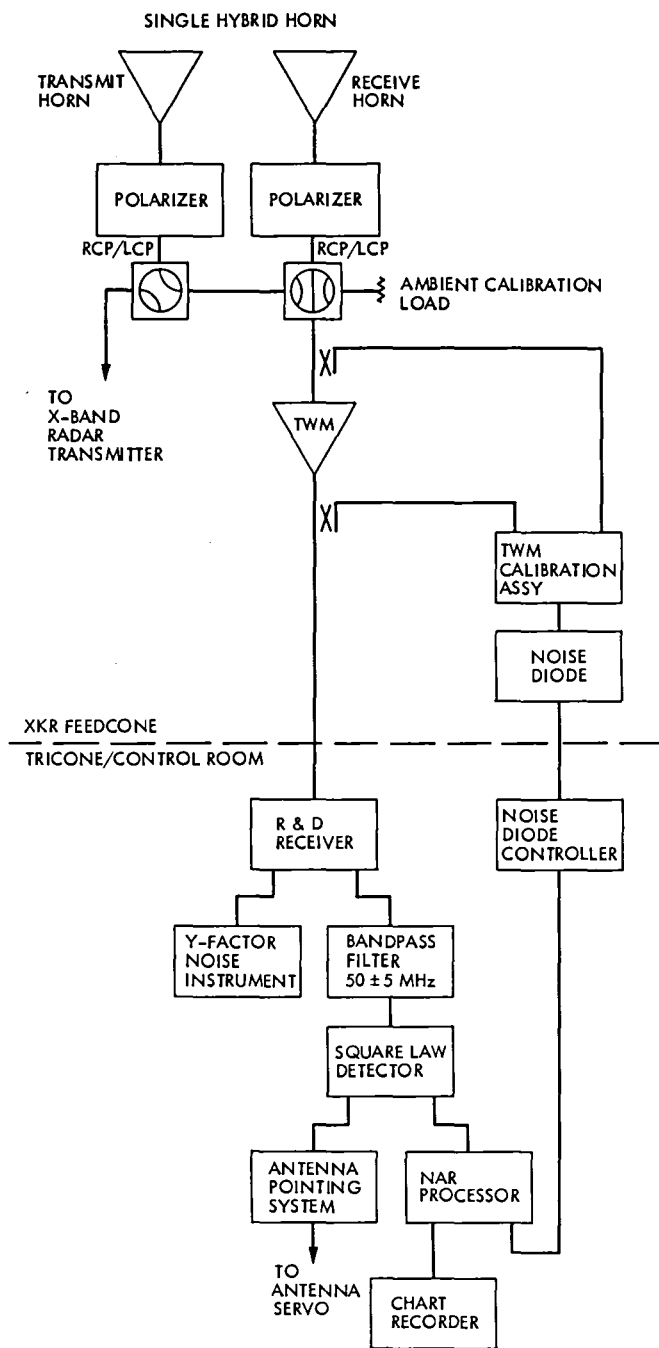 SINGLE HYBRID HORN
TRANSMIT
HORN
RECEIVE
HORN
POLARIZER
POLARIZER
RCP/LCP
RCP/LCP
AMBIENT CALIBRATION
LOAD
TO
X-BAND
RADAR
TRANSMITTER
TWM
TWM
CALIBRATION
ASSY
NOISE
DIODE
XKR FEEDCONE
TRICONE/CONTROL ROOM
R & D
RECEIVER
NOISE
DIODE
CONTROLLER
Y-FACTOR
NOISE
INSTRUMENT
BANDPASS
FILTER
50 ± 5 MHz
SQUARE LAW
DETECTOR
ANTENNA
POINTING
SYSTEM
NAR
PROCESSOR
TO
ANTENNA
SERVO
CHART
RECORDER